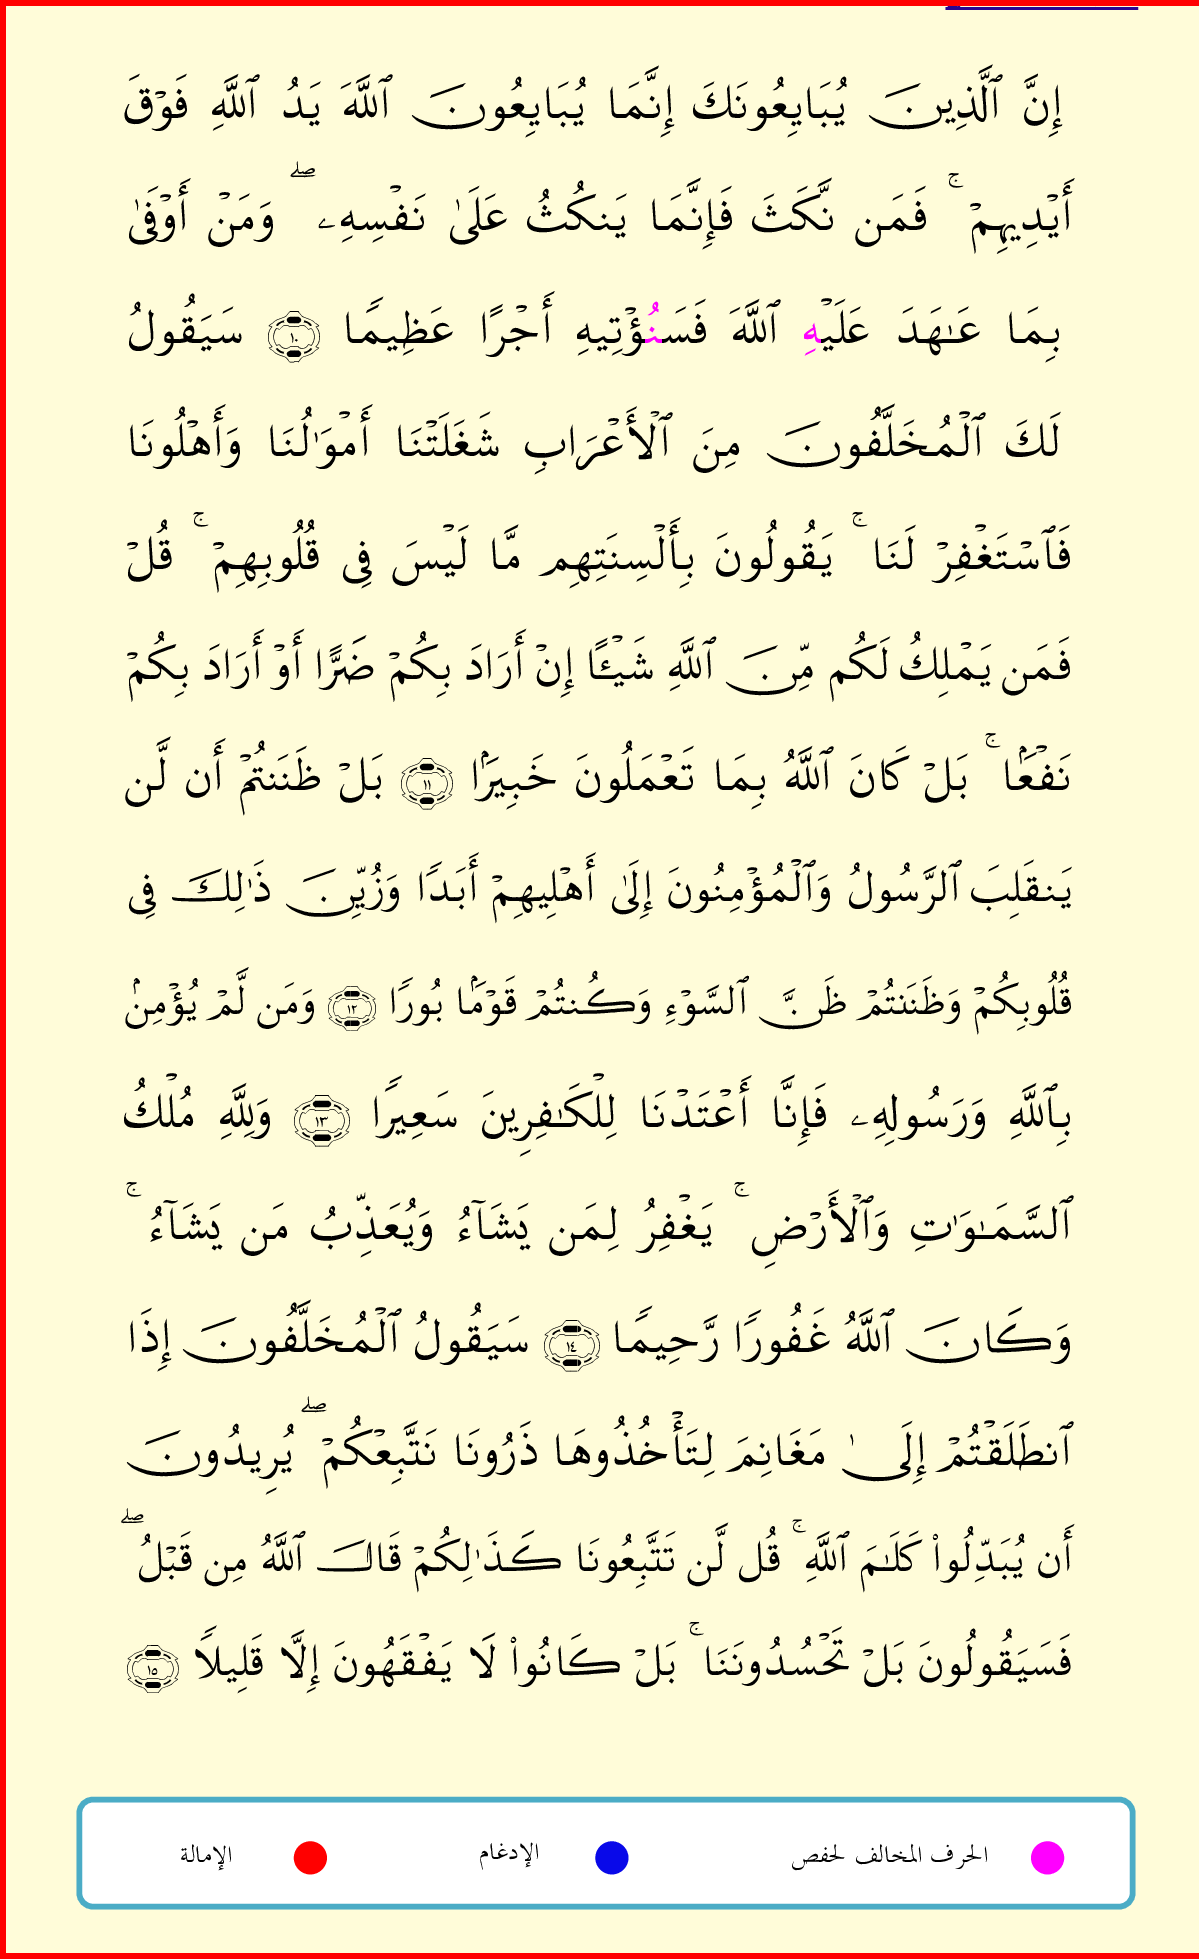 إِنَّ ٱلَّذِينَ يُبَايِعُونَكَ إِنَّمَا يُبَايِعُونَ ٱللَّهَ يَدُ ٱللَّهِ فَوۡقَ
أَيۡدِيهِمۡۚ فَمَن نَّكَثَ فَإِنَّمَا يَنكُثُ عَلَىٰ نَفۡسِهِۦۖ وَمَنۡ أَوۡفَىٰ
بِمَا عَـٰهَدَ عَلَيۡهِ ٱللَّهَ فَسَنُؤۡتِيهِ أَجۡرًا عَظِيمًا ١٠ سَيَقُولُ
لَكَ ٱلۡمُخَلَّفُونَ مِنَ ٱلۡأَعۡرَابِ شَغَلَتۡنَا أَمۡوَٰلُنَا وَأَهۡلُونَا
فَٱسۡتَغۡفِرۡ لَنَاۚ يَقُولُونَ بِأَلۡسِنَتِهِم مَّا لَيۡسَ فِى قُلُوبِهِمۡۚ قُلۡ
فَمَن يَمۡلِكُ لَكُم مِّنَ ٱللَّهِ شَيۡـًٔا إِنۡ أَرَادَ بِكُمۡ ضَرًّا أَوۡ أَرَادَ بِكُمۡ
نَفۡعَۢاۚ بَلۡ كَانَ ٱللَّهُ بِمَا تَعۡمَلُونَ خَبِيرَۢا ١١ بَلۡ ظَنَنتُمۡ أَن لَّن
يَنقَلِبَ ٱلرَّسُولُ وَٱلۡمُؤۡمِنُونَ إِلَىٰ أَهۡلِيهِمۡ أَبَدًا وَزُيِّنَ ذَٰلِكَ فِى
قُلُوبِكُمۡ وَظَنَنتُمۡ ظَنَّ ٱلسَّوۡءِ وَكُنتُمۡ قَوۡمَۢا بُورًا ١٢ وَمَن لَّمۡ يُؤۡمِنۢ
بِٱللَّهِ وَرَسُولِهِۦ فَإِنَّا أَعۡتَدۡنَا لِلۡكَـٰفِرِينَ سَعِيرًا ١٣ وَلِلَّهِ مُلۡكُ
ٱلسَّمَـٰوَٰتِ وَٱلۡأَرۡضِۚ يَغۡفِرُ لِمَن يَشَآءُ وَيُعَذِّبُ مَن يَشَآءُۚ
وَكَانَ ٱللَّهُ غَفُورًا رَّحِيمًا ١٤ سَيَقُولُ ٱلۡمُخَلَّفُونَ إِذَا
ٱنطَلَقۡتُمۡ إِلَىٰ مَغَانِمَ لِتَأۡخُذُوهَا ذَرُونَا نَتَّبِعۡكُمۡۖ يُرِيدُونَ
أَن يُبَدِّلُوا۟ كَلَـٰمَ ٱللَّهِۚ قُل لَّن تَتَّبِعُونَا كَذَٰلِكُمۡ قَالَ ٱللَّهُ مِن قَبۡلُۖ
فَسَيَقُولُونَ بَلۡ تَحۡسُدُونَنَاۚ بَلۡ كَانُوا۟ لَا يَفۡقَهُونَ إِلَّا قَلِيلًا ١٥
الحرف المخالف لحفص الإدغام الإمالة